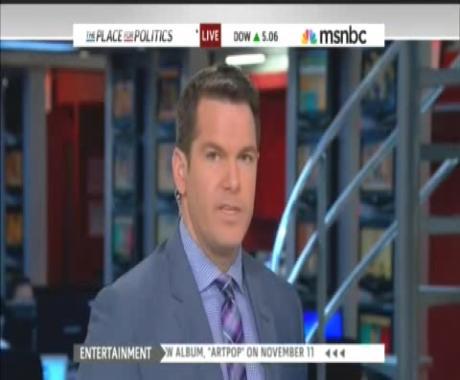 THE PLACE FOR POLITICS
LIVE
DOW ▲ 5.06
msnbc
ENTERTAINMENT
W ALBUM, "ARTPOP" ON NOVEMBER 11